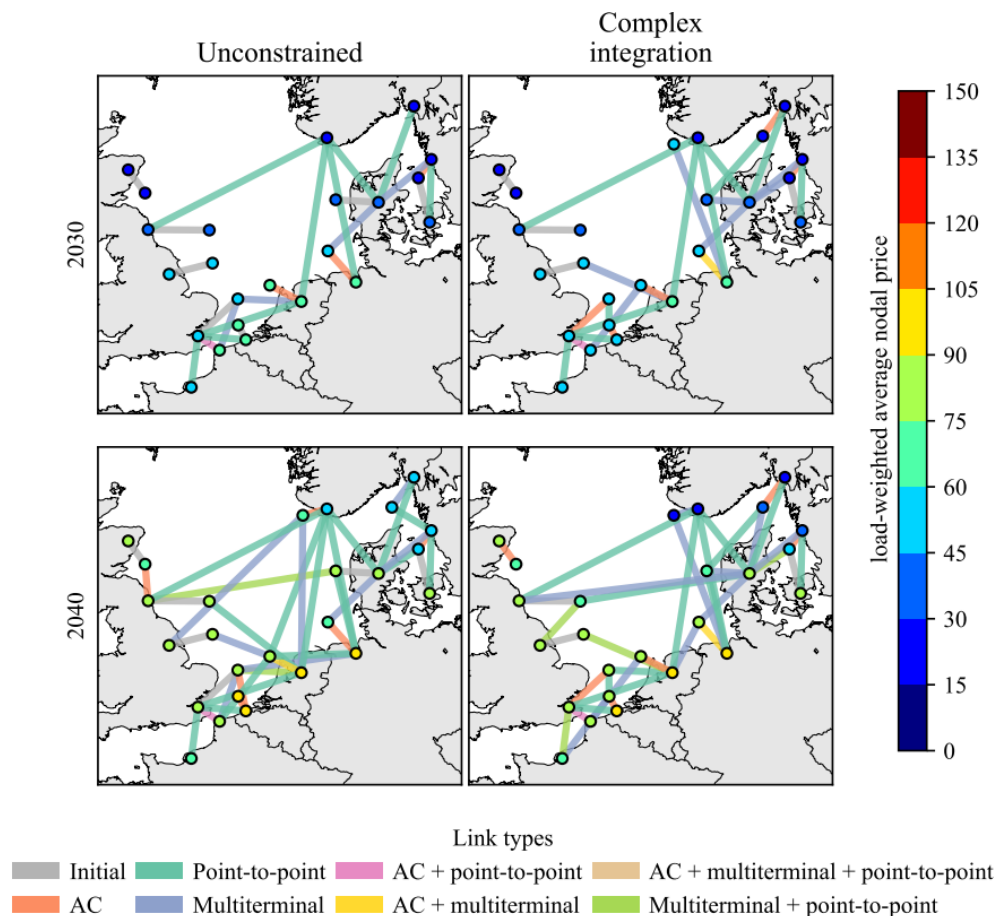 Unconstrained
Complex
integration
2030
2040
150
135
120
105
90
75
60
45
30
15
0
load-weighted average nodal price
Link types
Initial
Point-to-point
AC + point-to-point
AC + multiterminal + point-to-point
AC
Multiterminal
AC + multiterminal
Multiterminal + point-to-point